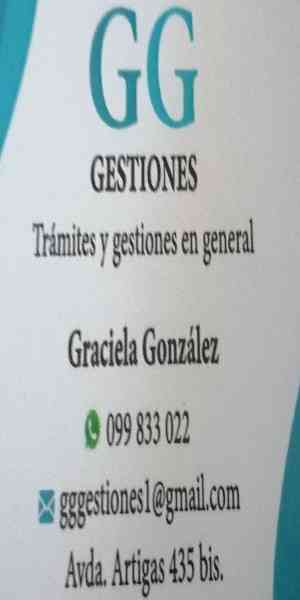 GG
GESTIONES
Trámites y gestiones en general
Graciela González
099 833 022
gggestiones1@gmail.com
Avda. Artigas 435 bis.